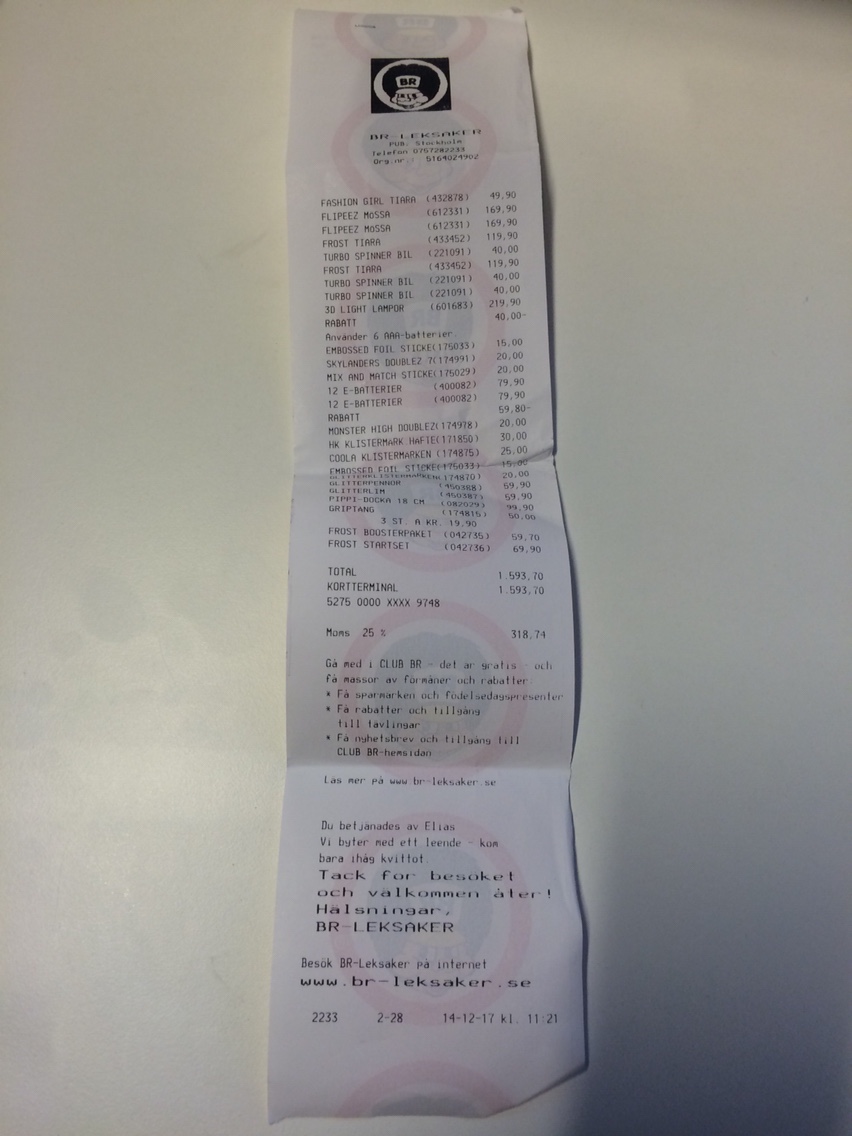 BR
BR-LEKSAKER
PUB. Stockholm
Telefon 0757282233
Org.nr.: 5164024902
FASHION GIRL TIARA (432878) 49,90
FLIPEEZ MöSSA (612331) 169,90
FLIPEEZ MöSSA (612331) 169,90
FROST TIARA (433452) 119,90
TURBO SPINNER BIL (221091) 40,00
FROST TIARA (433452) 119,90
TURBO SPINNER BIL (221091) 40,00
TURBO SPINNER BIL (221091) 40,00
3D LIGHT LAMPOR (601683) 219,90
RABATT 40,00-
Använder 6 AAA-batterier.
EMBOSSED FOIL STICKE(175033) 15,00
SKYLANDERS DOUBLEZ 7(174991) 20,00
MIX AND MATCH STICKE(175029) 20,00
12 E-BATTERIER (400082) 79,90
12 E-BATTERIER (400082) 79,90
RABATT 59,80-
MONSTER HIGH DOUBLEZ(174978) 20,00
HK KLISTERMÄRK HÄFTE(171850) 30,00
COOLA KLISTERMÄRKEN (174875) 25,00
EMBOSSED FOIL STICKE(175033) 15,00
GLITTERKLISTERMÄRKEN(174870) 20,00
GLITTERPENNOR (450388) 59,90
GLITTERLIM (450387) 59,90
PIPPI-DOCKA 18 CM (082029) 99,90
GRIPTÅNG (174815) 50,00
3 ST. A KR. 19,90
FROST BOOSTERPAKET (042735) 59,70
FROST STARTSET (042736) 69,90
TOTAL 1.593,70
KORTTERMINAL 1.593,70
5275 0000 XXXX 9748
Moms 25 % 318,74
Gå med i CLUB BR - det är gratis - och
få massor av förmåner och rabatter.
* Få sparmärken och födelsedagspresenter
* Få rabatter och tillgång
till tävlingar
* Få nyhetsbrev och tillgång till
CLUB BR-hemsidan
Läs mer på www.br-leksaker.se
Du betjänades av Elias
Vi byter med ett leende - kom
bara ihåg kvittot.
Tack för besöket
och välkommen åter!
Hälsningar,
BR-LEKSAKER
Besök BR-Leksaker på internet
www.br-leksaker.se
2233 2-28 14-12-17 kl. 11:21